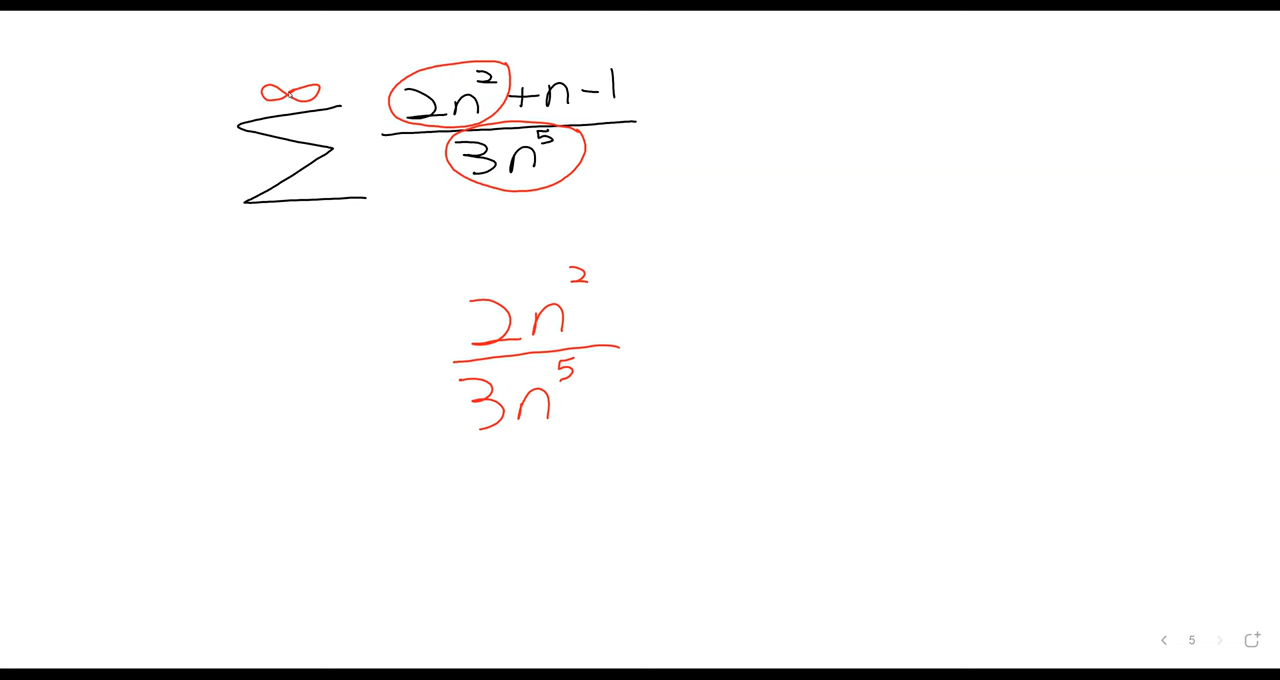 ∞
∑ (2n² + n - 1) / (3n⁵)
2n²
3n⁵
5